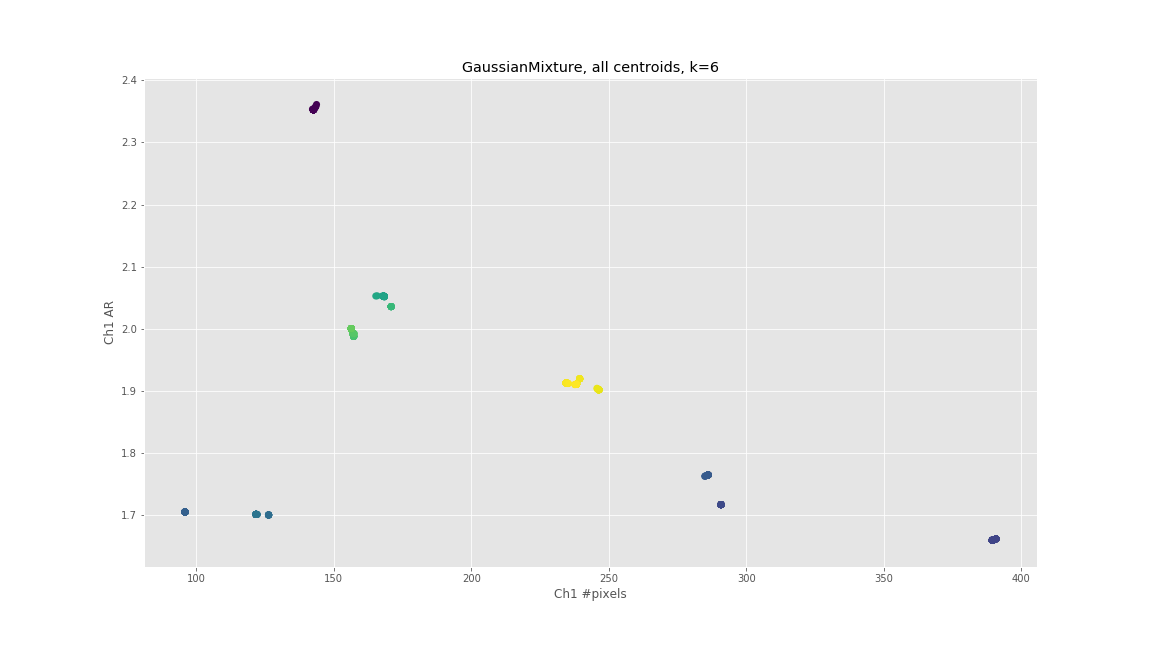 GaussianMixture, all centroids, k=6
2.4
2.3
2.2
2.1
2.0
1.9
1.8
1.7
Ch1 AR
100 150 200 250 300 350 400
Ch1 #pixels